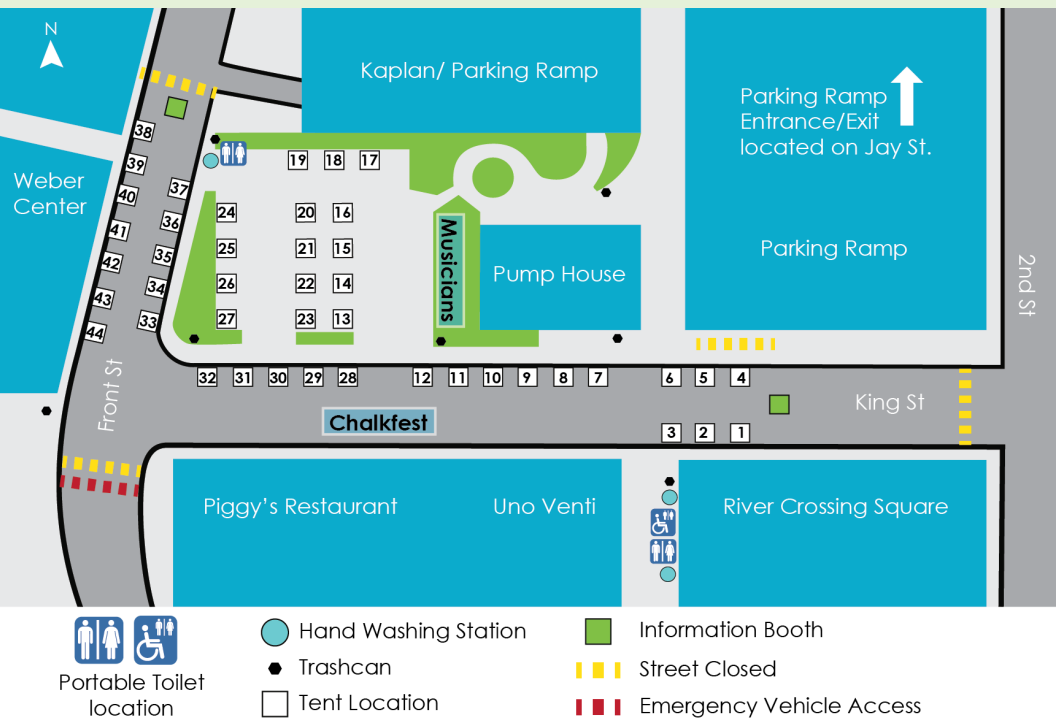 N
Kaplan/ Parking Ramp
Parking Ramp
Entrance/Exit
located on Jay St.
38
39
19
18
17
Weber
Center
37
40
24
20
16
36
41
25
21
15
Musicians
Parking Ramp
35
42
26
22
14
Pump House
2nd St
34
43
33
27
23
13
44
32
31
30
29
28
12
11
10
9
8
7
6
5
4
Front St
Chalkfest
King St
3
2
1
Piggy's Restaurant
Uno Venti
River Crossing Square
Portable Toilet
location
Hand Washing Station
Trashcan
Tent Location
Information Booth
Street Closed
Emergency Vehicle Access